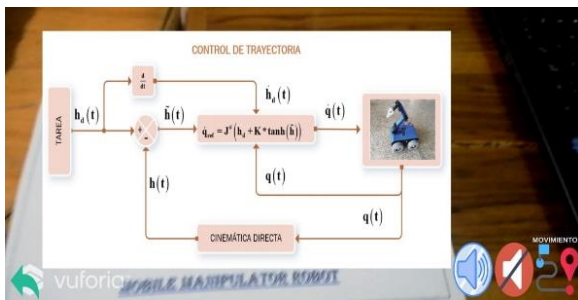 CONTROL DE TRAYECTORIA
d
dt
ḣ_d(t)
TAREA
h_d(t)
+
-
h̃(t)
q̇_ref = J^#(ḣ_d + K*tanh(h̃))
q̇(t)
h(t)
q(t)
q(t)
CINEMÁTICA DIRECTA
MOVIMIENTO
vuforia
MOBILE MANIPULATOR ROBOT